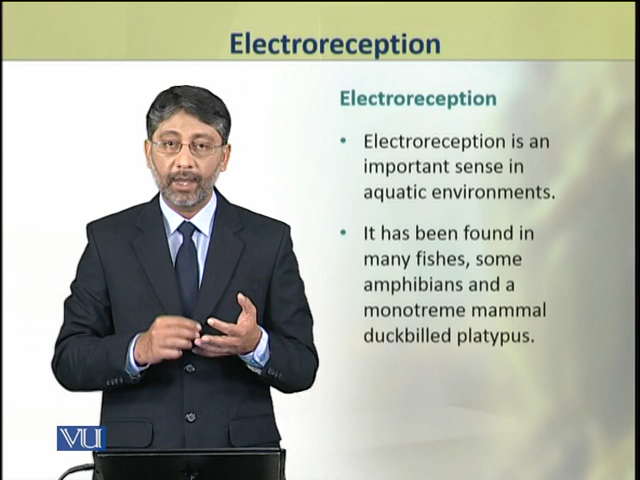 Electroreception
Electroreception
• Electroreception is an
important sense in
aquatic environments.
• It has been found in
many fishes, some
amphibians and a
monotreme mammal
duckbilled platypus.
VU